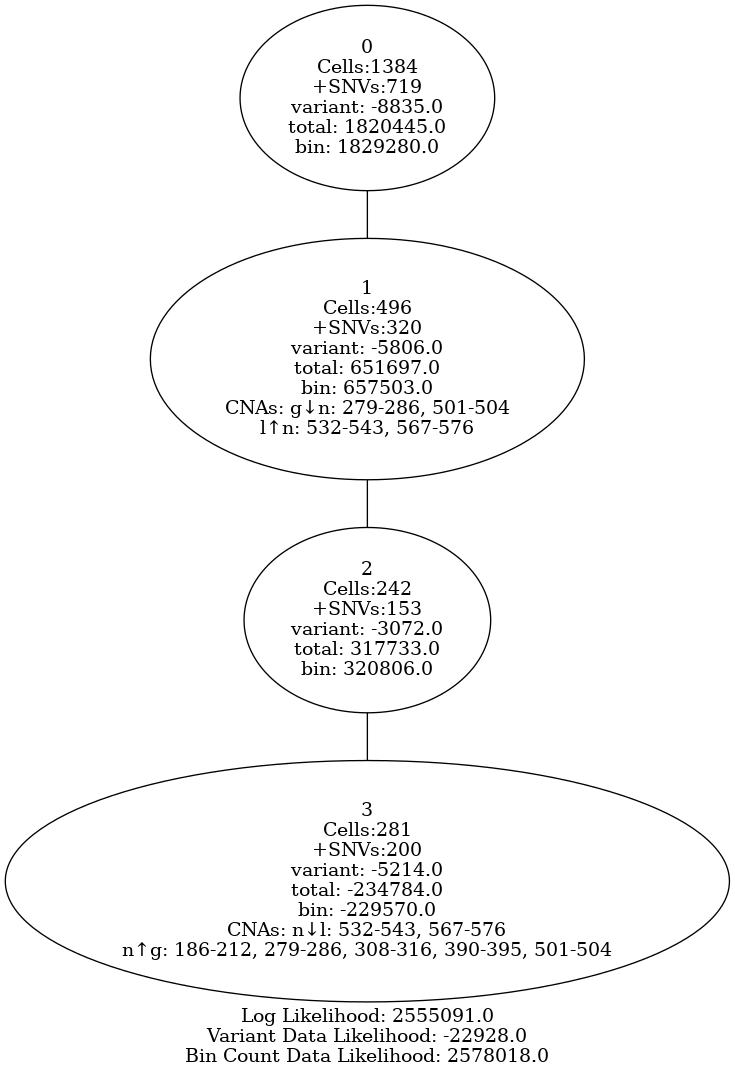 0
Cells:1384
+SNVs:719
variant: -8835.0
total: 1820445.0
bin: 1829280.0
1
Cells:496
+SNVs:320
variant: -5806.0
total: 651697.0
bin: 657503.0
CNAs: g↓n: 279-286, 501-504
l↑n: 532-543, 567-576
2
Cells:242
+SNVs:153
variant: -3072.0
total: 317733.0
bin: 320806.0
3
Cells:281
+SNVs:200
variant: -5214.0
total: -234784.0
bin: -229570.0
CNAs: n↓l: 532-543, 567-576
n↑g: 186-212, 279-286, 308-316, 390-395, 501-504
Log Likelihood: 2555091.0
Variant Data Likelihood: -22928.0
Bin Count Data Likelihood: 2578018.0